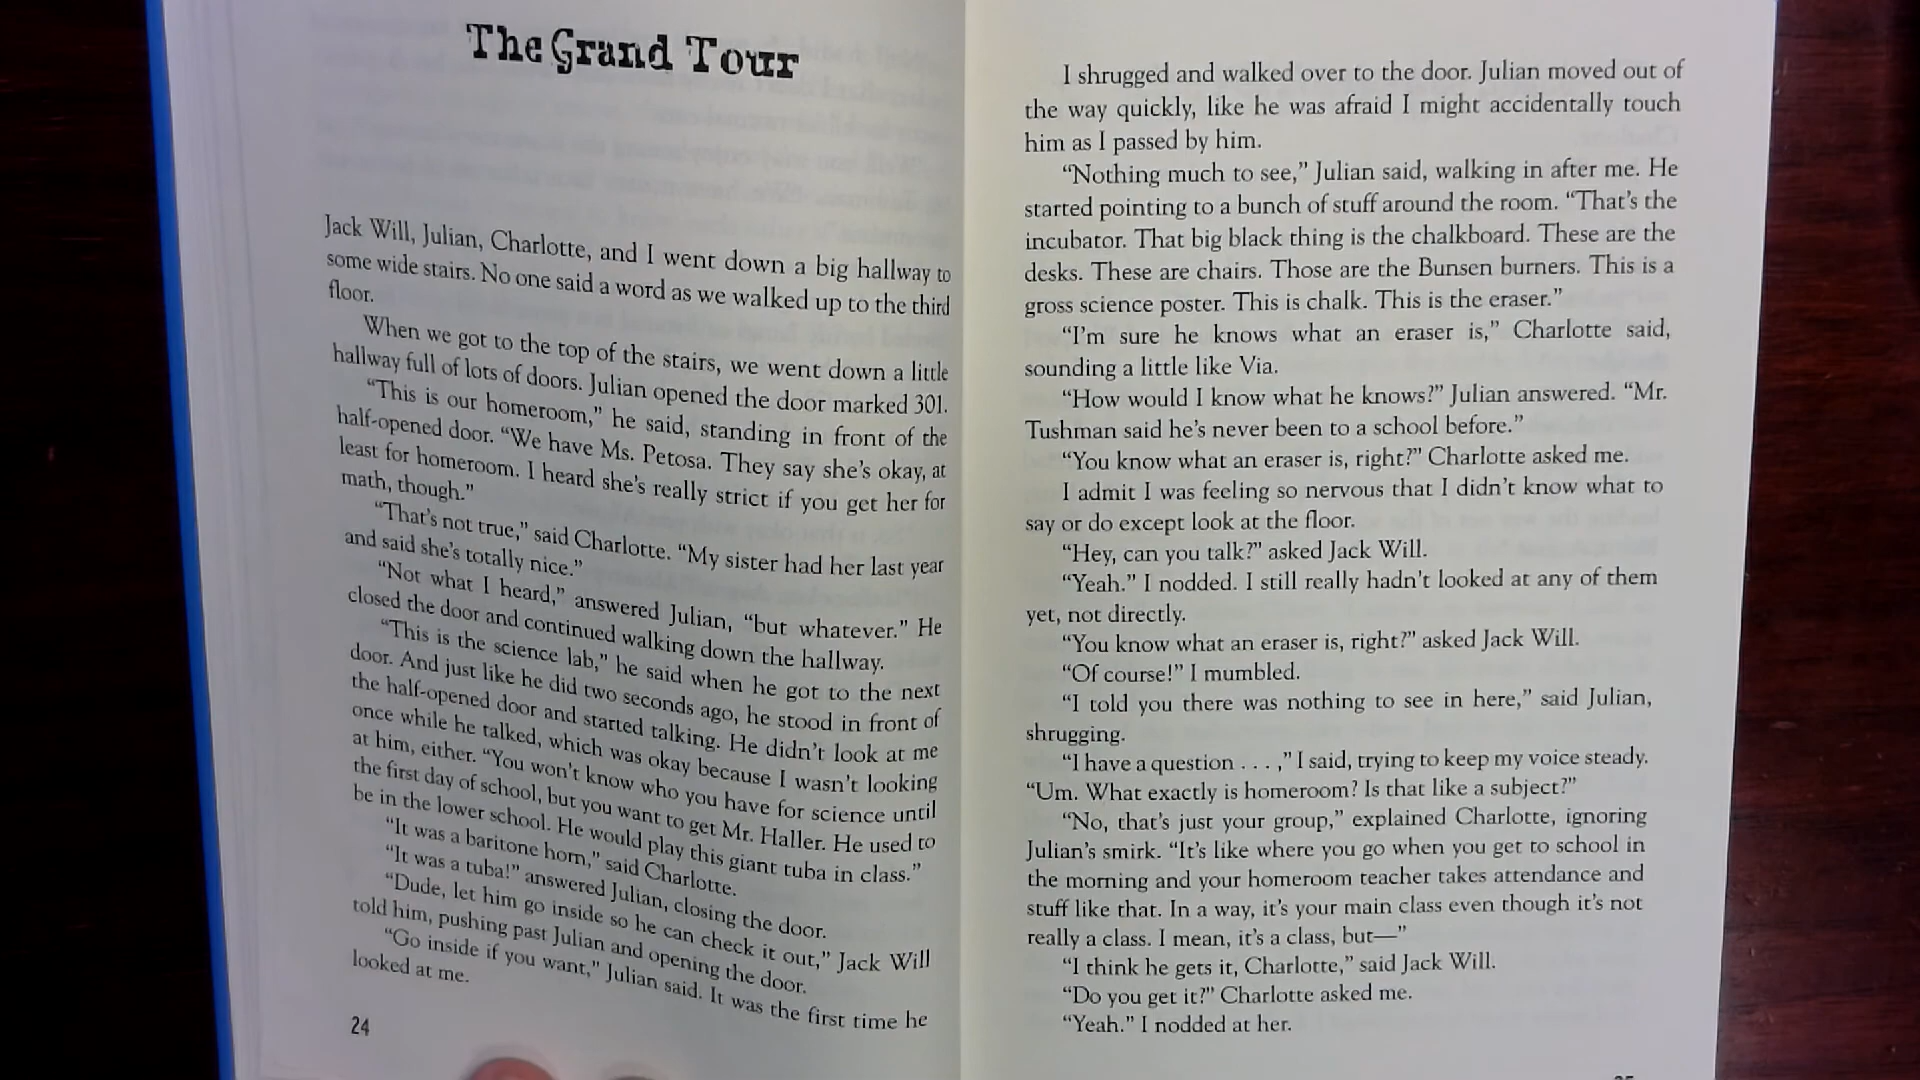 The Grand Tour
Jack Will, Julian, Charlotte, and I went down a big hallway to
some wide stairs. No one said a word as we walked up to the third
floor.
When we got to the top of the stairs, we went down a little
hallway full of lots of doors. Julian opened the door marked 301.
“This is our homeroom,” he said, standing in front of the
half-opened door. “We have Ms. Petosa. They say she’s okay, at
least for homeroom. I heard she’s really strict if you get her for
math, though.”
“That’s not true,” said Charlotte. “My sister had her last year
and said she’s totally nice.”
“Not what I heard,” answered Julian, “but whatever.” He
closed the door and continued walking down the hallway.
“This is the science lab,” he said when he got to the next
door. And just like he did two seconds ago, he stood in front of
the half-opened door and started talking. He didn’t look at me
once while he talked, which was okay because I wasn’t looking
at him, either. “You won’t know who you have for science until
the first day of school, but you want to get Mr. Haller. He used to
be in the lower school. He would play this giant tuba in class.”
“It was a baritone horn,” said Charlotte.
“It was a tuba!” answered Julian, closing the door.
“Dude, let him go inside so he can check it out,” Jack Will
told him, pushing past Julian and opening the door.
“Go inside if you want,” Julian said. It was the first time he
looked at me.
24
I shrugged and walked over to the door. Julian moved out of
the way quickly, like he was afraid I might accidentally touch
him as I passed by him.
“Nothing much to see,” Julian said, walking in after me. He
started pointing to a bunch of stuff around the room. “That’s the
incubator. That big black thing is the chalkboard. These are the
desks. These are chairs. Those are the Bunsen burners. This is a
gross science poster. This is chalk. This is the eraser.”
“I’m sure he knows what an eraser is,” Charlotte said,
sounding a little like Via.
“How would I know what he knows?” Julian answered. “Mr.
Tushman said he’s never been to a school before.”
“You know what an eraser is, right?” Charlotte asked me.
I admit I was feeling so nervous that I didn’t know what to
say or do except look at the floor.
“Hey, can you talk?” asked Jack Will.
“Yeah.” I nodded. I still really hadn’t looked at any of them
yet, not directly.
“You know what an eraser is, right?” asked Jack Will.
“Of course!” I mumbled.
“I told you there was nothing to see in here,” said Julian,
shrugging.
“I have a question . . . ,” I said, trying to keep my voice steady.
“Um. What exactly is homeroom? Is that like a subject?”
“No, that’s just your group,” explained Charlotte, ignoring
Julian’s smirk. “It’s like where you go when you get to school in
the morning and your homeroom teacher takes attendance and
stuff like that. In a way, it’s your main class even though it’s not
really a class. I mean, it’s a class, but—”
“I think he gets it, Charlotte,” said Jack Will.
“Do you get it?” Charlotte asked me.
“Yeah.” I nodded at her.